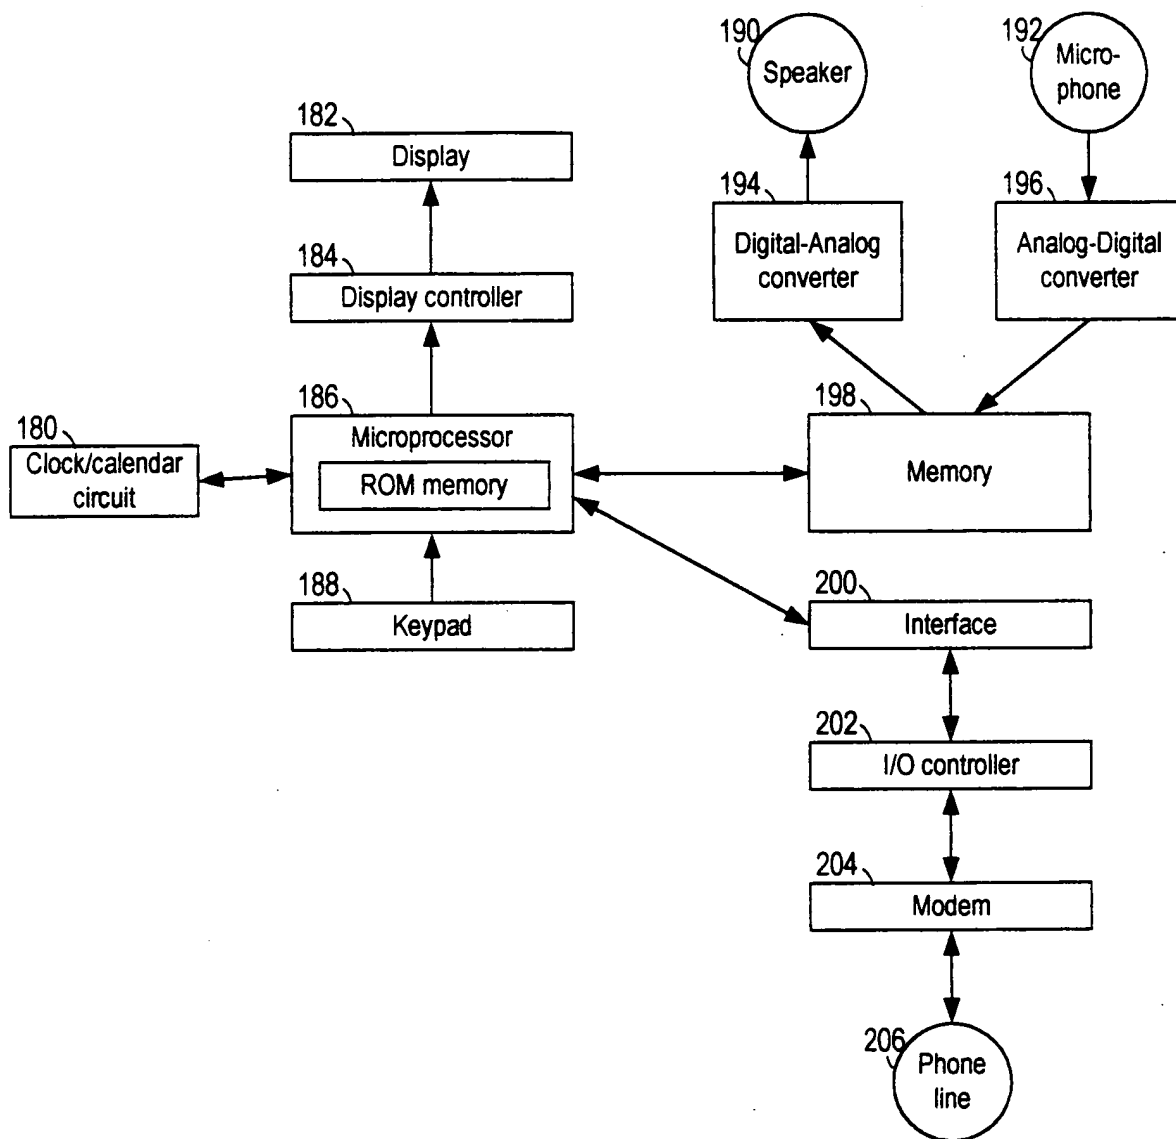 190
Speaker
192
Micro-
phone
182
Display
194
Digital-Analog
converter
196
Analog-Digital
converter
184
Display controller
186
Microprocessor
ROM memory
180
Clock/calendar
circuit
198
Memory
188
Keypad
200
Interface
202
I/O controller
204
Modem
206
Phone
line